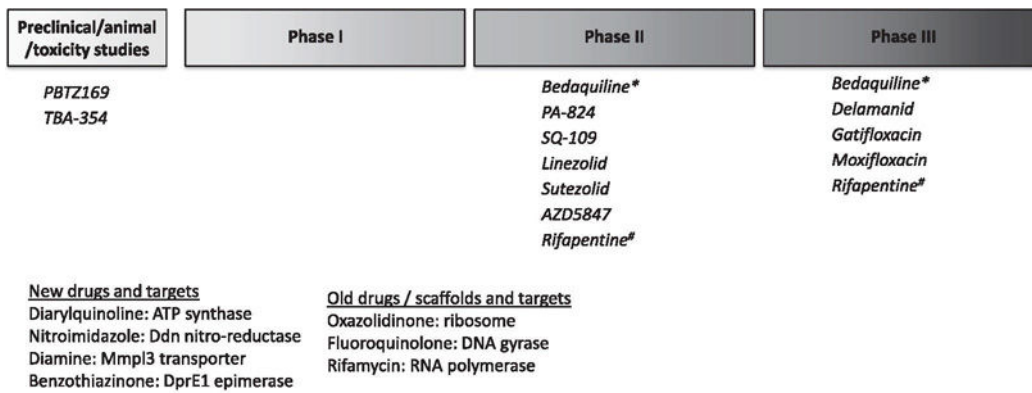 Preclinical/animal
/toxicity studies
Phase I
Phase II
Phase III
PBTZ169
TBA-354
Bedaquiline*
PA-824
SQ-109
Linezolid
Sutezolid
AZD5847
Rifapentine#
Bedaquiline*
Delamanid
Gatifloxacin
Moxifloxacin
Rifapentine#
New drugs and targets
Diarylquinoline: ATP synthase
Nitroimidazole: Ddn nitro-reductase
Diamine: Mmpl3 transporter
Benzothiazinone: DprE1 epimerase
Old drugs / scaffolds and targets
Oxazolidinone: ribosome
Fluoroquinolone: DNA gyrase
Rifamycin: RNA polymerase